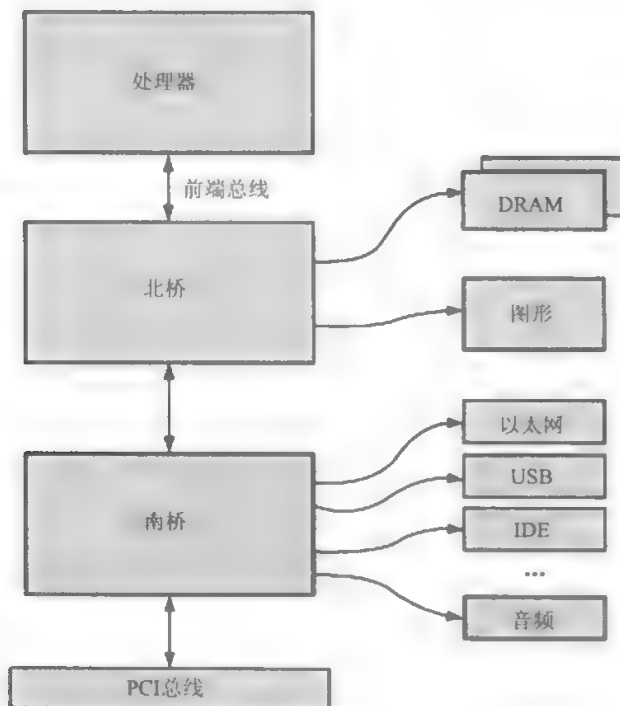 处理器
前端总线
DRAM
北桥
图形
以太网
USB
南桥
IDE
...
音频
PCI总线